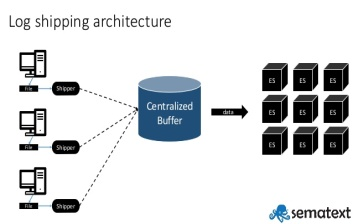 Log shipping architecture
File
Shipper
File
Shipper
File
Shipper
Centralized
Buffer
data
ES ES ES
ES ES ES
ES ES ES
sematext